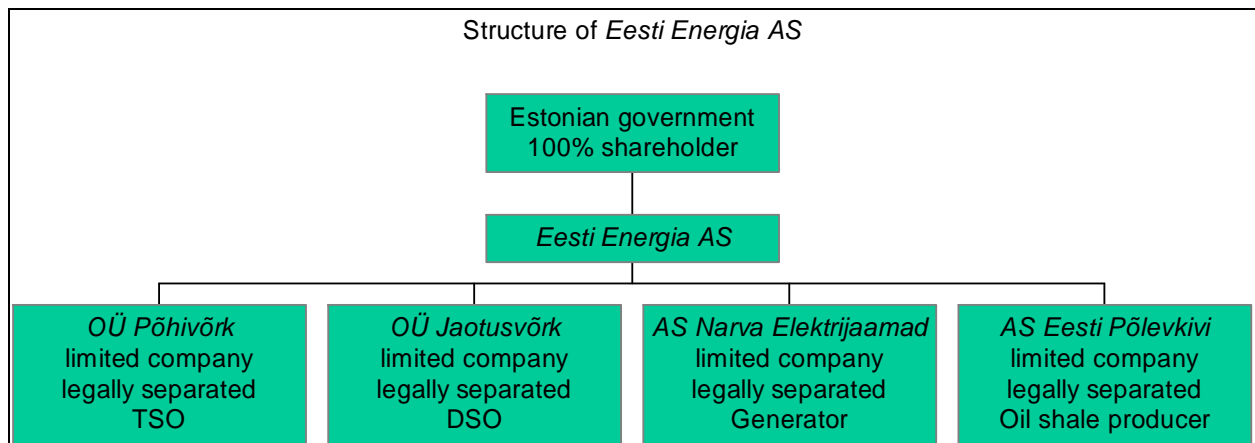 Structure of Eesti Energia AS
Estonian government
100% shareholder
Eesti Energia AS
OÜ Põhivõrk
limited company
legally separated
TSO
OÜ Jaotusvõrk
limited company
legally separated
DSO
AS Narva Elektrijaamad
limited company
legally separated
Generator
AS Eesti Põlevkivi
limited company
legally separated
Oil shale producer